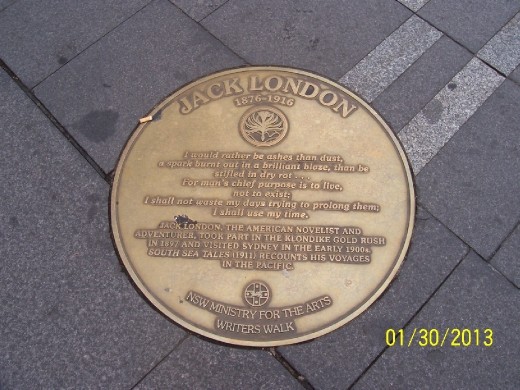 JACK LONDON
1876-1916
I would rather be ashes than dust,
a spark burnt out in a brilliant blaze, than be
stifled in dry rot ....
For man's chief purpose is to live,
not to exist;
I shall not waste my days trying to prolong them;
I shall use my time.
JACK LONDON, THE AMERICAN NOVELIST AND
ADVENTURER, TOOK PART IN THE KLONDIKE GOLD RUSH
IN 1897 AND VISITED SYDNEY IN THE EARLY 1900s.
SOUTH SEA TALES (1911) RECOUNTS HIS VOYAGES
IN THE PACIFIC.
NSW MINISTRY FOR THE ARTS
WRITERS WALK
01/30/2013